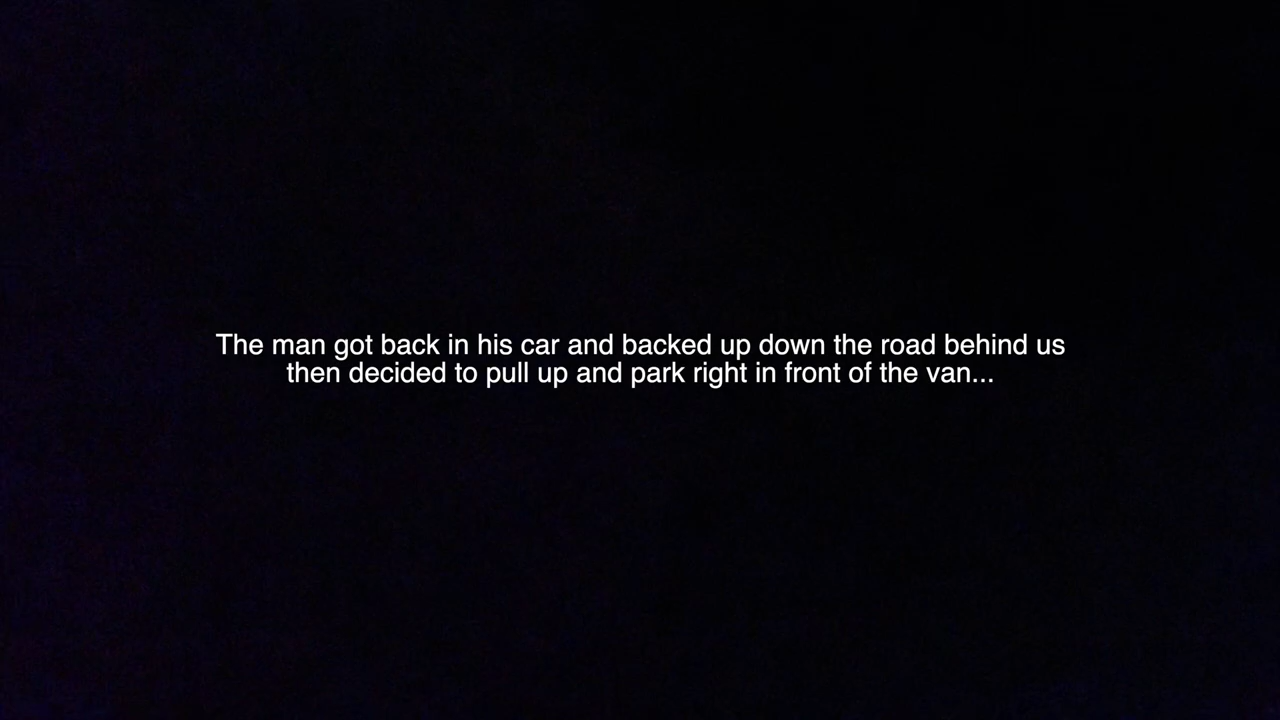 The man got back in his car and backed up down the road behind us
then decided to pull up and park right in front of the van...